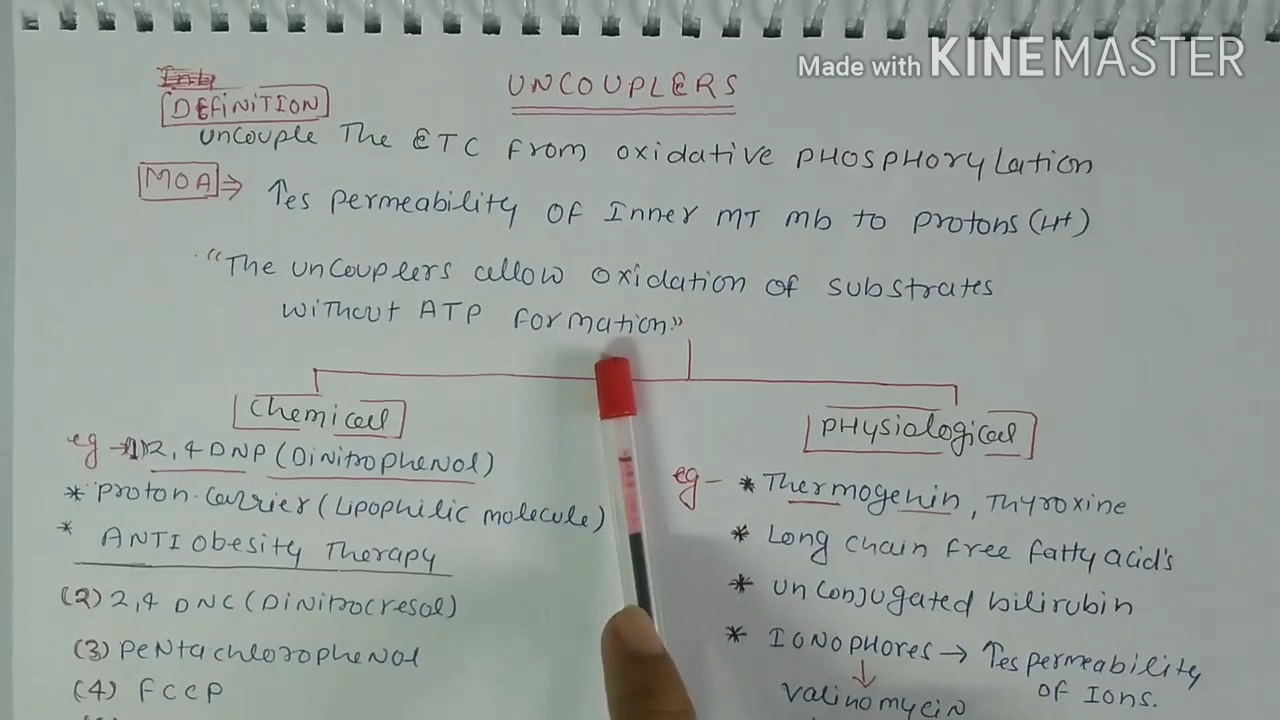 Made with KINEMASTER
UNCOUPLERS
DEFINITION
Uncouple The ETC From oxidative PHOSPHorylation
MOA ⇒ ↑es permeability OF Inner MT mb to Protons (H+)
"The uncouplers allow oxidation of substrates
without ATP formation"
Chemical
eg → 1) 2,4 DNP (Dinitrophenol)
* Proton carrier (Lipophilic molecule)
* ANTI obesity Therapy
(2) 2,4 DNC (Dinitrocresol)
(3) Pentachlorophenol
(4) FCCP
PHYsiological
eg - * Thermogenin, Thyroxine
* Long chain free fatty acid's
* unconjugated bilirubin
* IONOPHORES → ↑es permeability
of Ions.
↓
Valinomycin